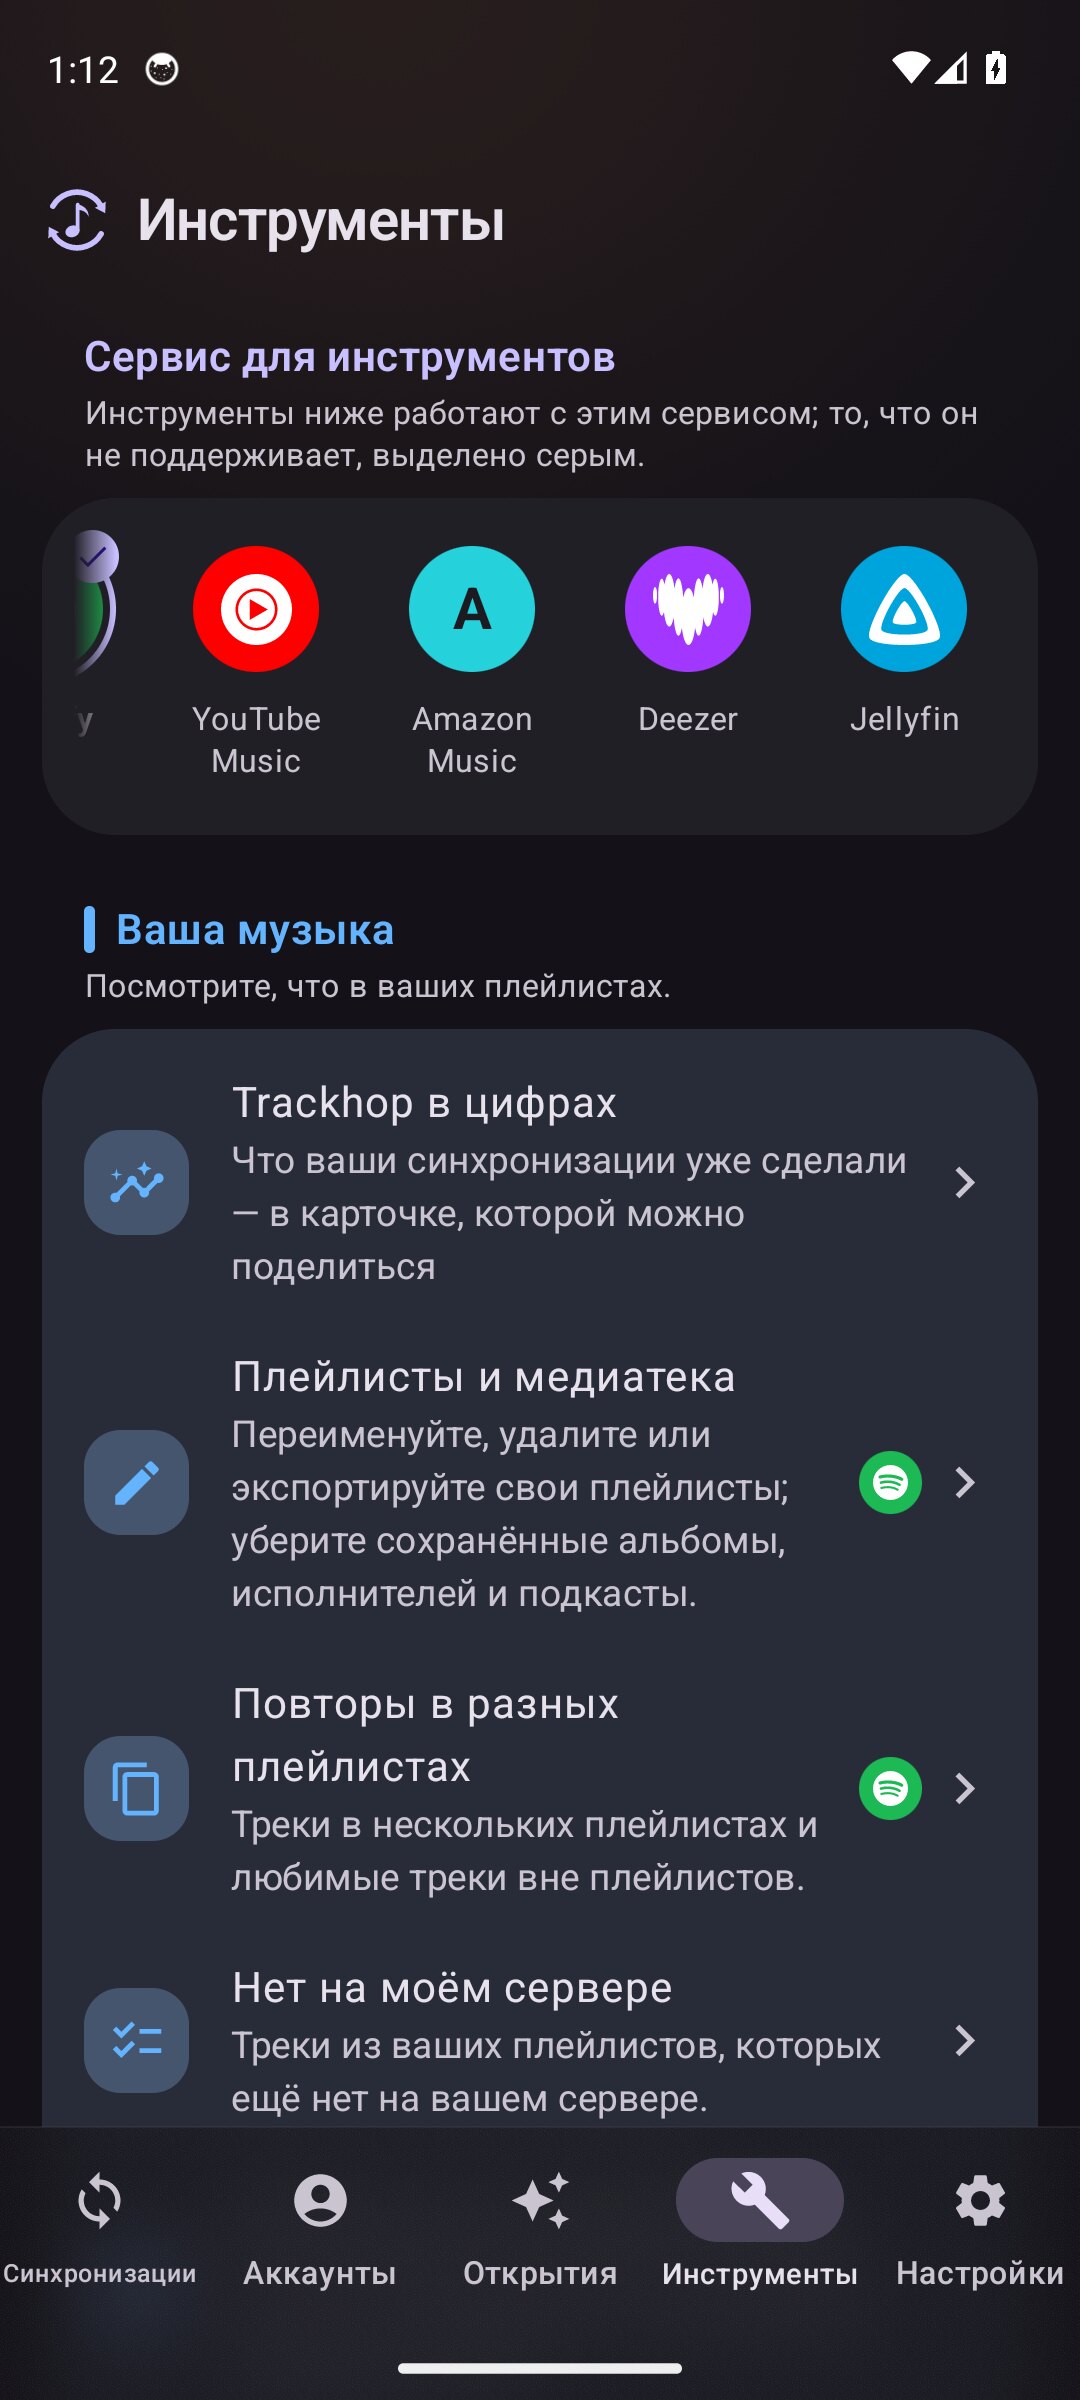 1:12
Инструменты
Сервис для инструментов
Инструменты ниже работают с этим сервисом; то, что он
не поддерживает, выделено серым.
A
y
YouTube
Music
Amazon
Music
Deezer
Jellyfin
Ваша музыка
Посмотрите, что в ваших плейлистах.
Trackhop в цифрах
Что ваши синхронизации уже сделали
— в карточке, которой можно
поделиться
Плейлисты и медиатека
Переименуйте, удалите или
экспортируйте свои плейлисты;
уберите сохранённые альбомы,
исполнителей и подкасты.
Повторы в разных
плейлистах
Треки в нескольких плейлистах и
любимые треки вне плейлистов.
Нет на моём сервере
Треки из ваших плейлистов, которых
ещё нет на вашем сервере.
Синхронизации
Аккаунты
Открытия
Инструменты
Настройки